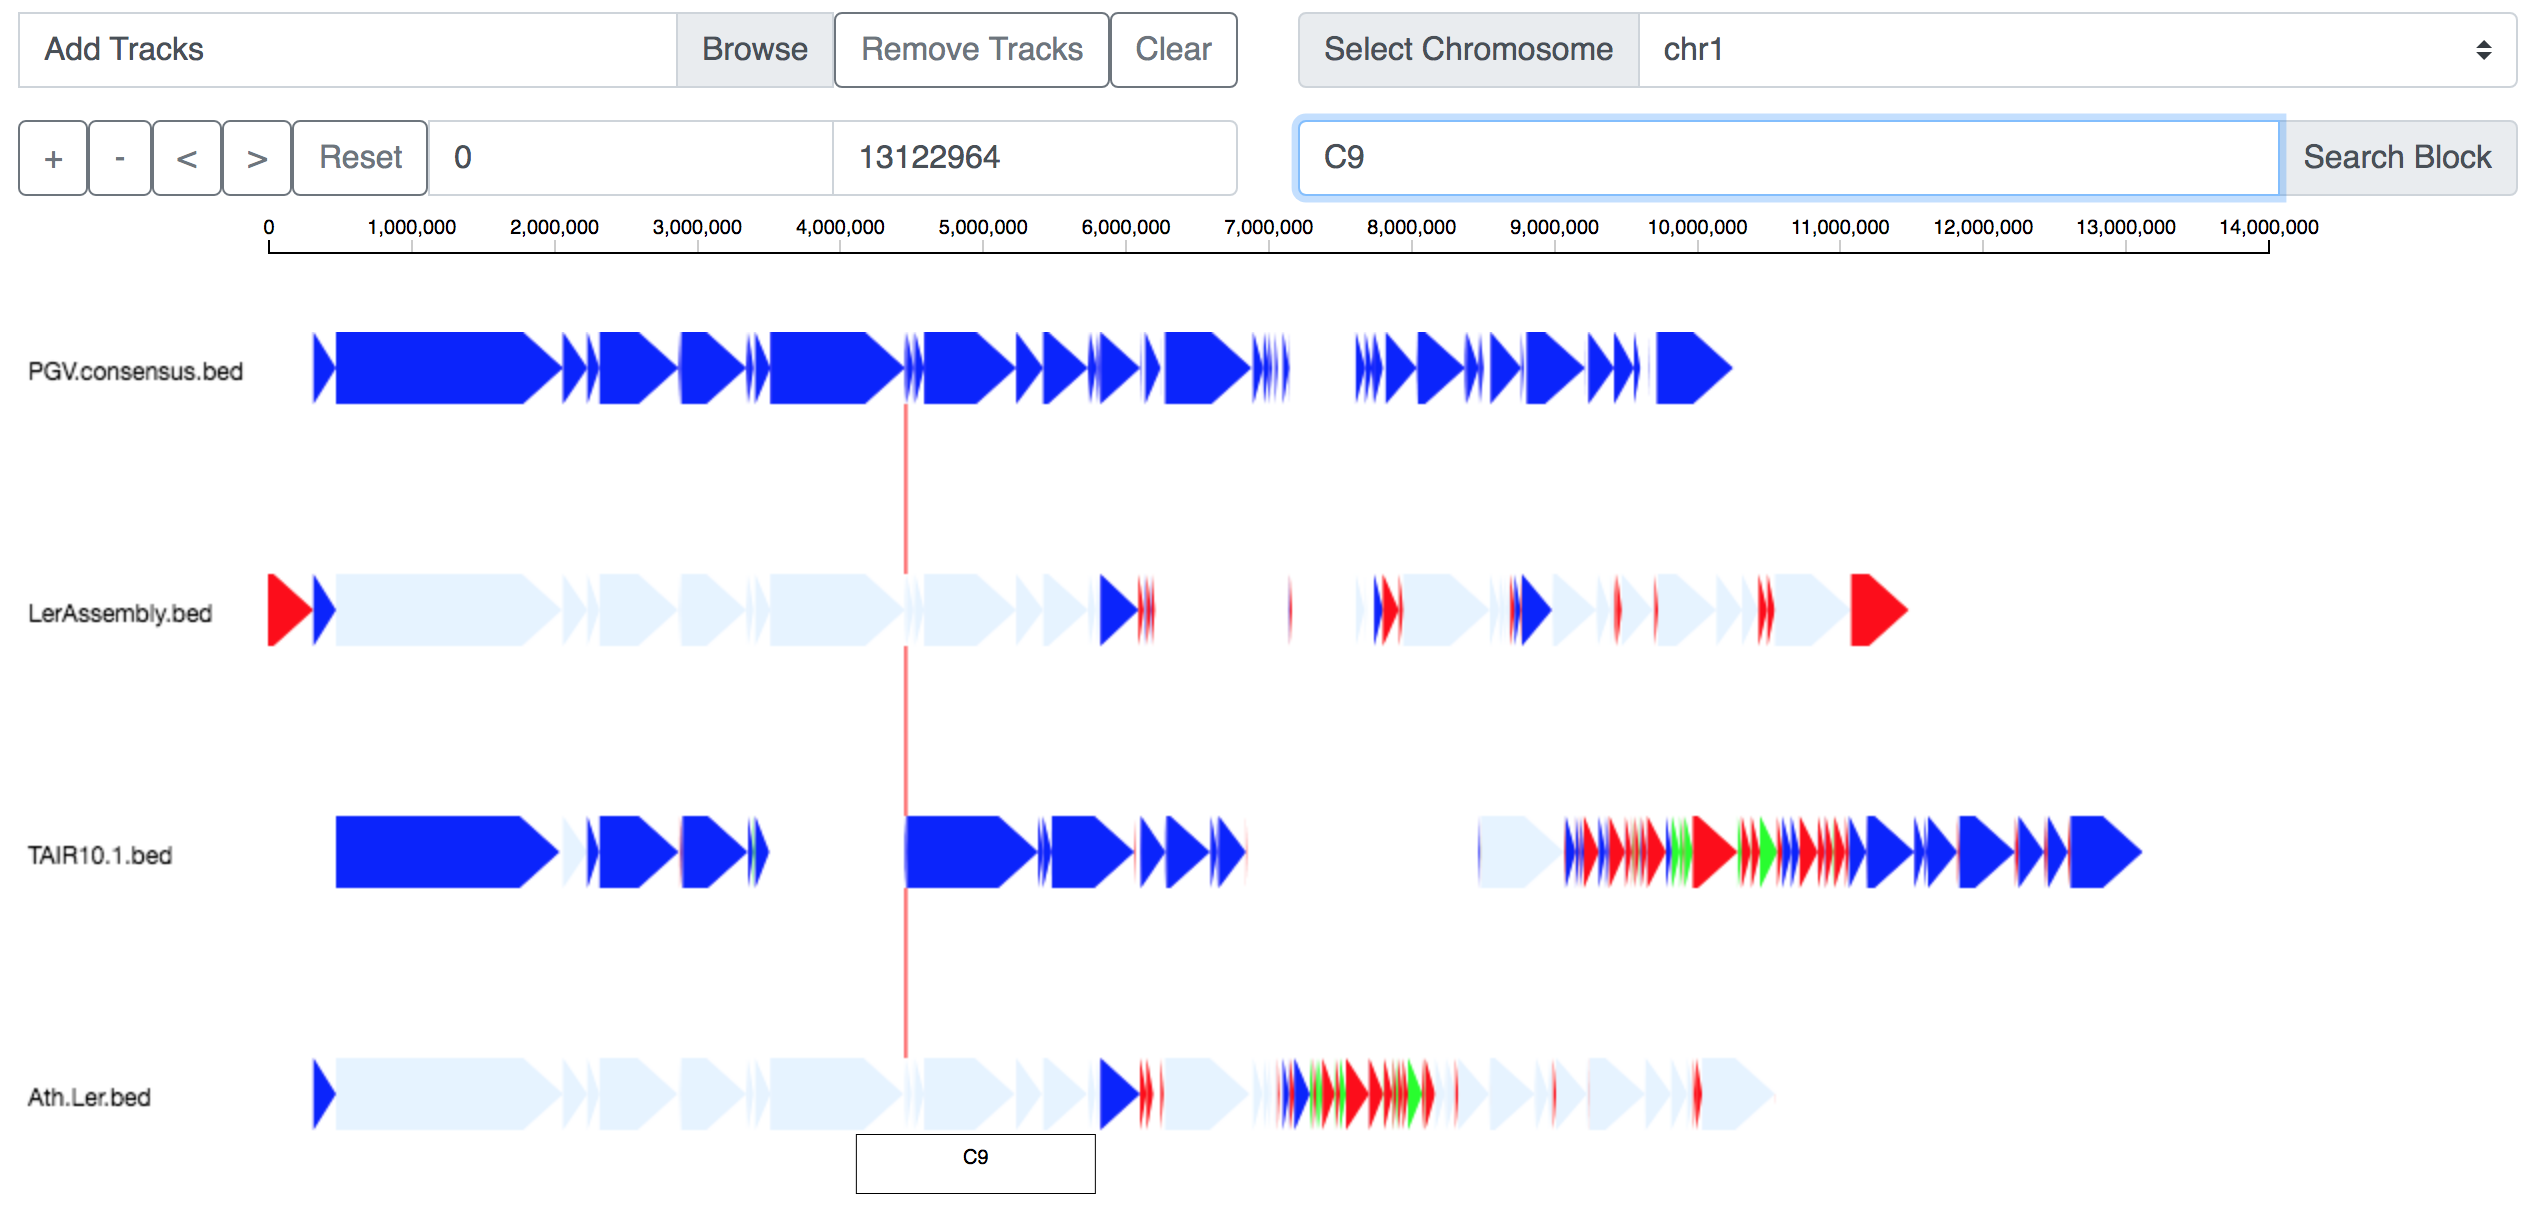 Add Tracks Browse Remove Tracks Clear Select Chromosome chr1
+ - < > Reset 0 13122964 C9 Search Block
0 1,000,000 2,000,000 3,000,000 4,000,000 5,000,000 6,000,000 7,000,000 8,000,000 9,000,000 10,000,000 11,000,000 12,000,000 13,000,000 14,000,000
PGV.consensus.bed
LerAssembly.bed
TAIR10.1.bed
Ath.Ler.bed
C9